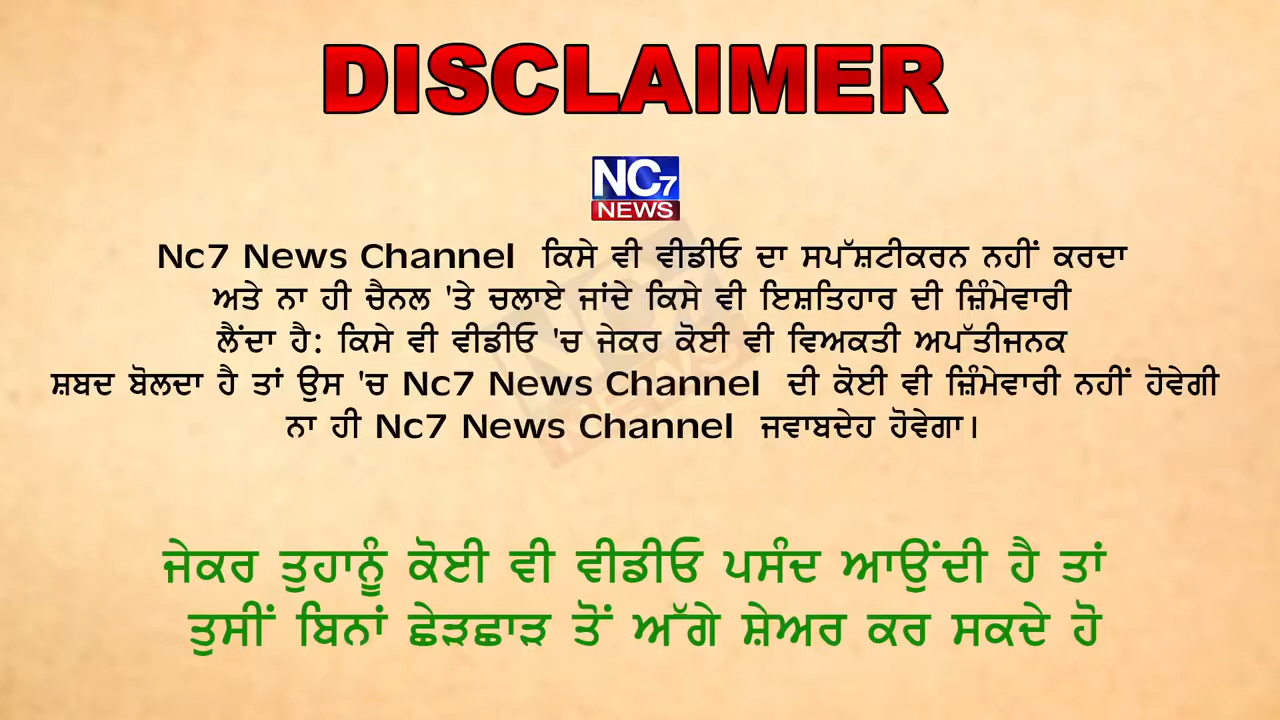 DISCLAIMER
NC7
NEWS
Nc7 News Channel ਕਿਸੇ ਵੀ ਵੀਡੀਓ ਦਾ ਸਪੱਸ਼ਟੀਕਰਨ ਨਹੀਂ ਕਰਦਾ
ਅਤੇ ਨਾ ਹੀ ਚੈਨਲ 'ਤੇ ਚਲਾਏ ਜਾਂਦੇ ਕਿਸੇ ਵੀ ਇਸ਼ਤਿਹਾਰ ਦੀ ਜ਼ਿੰਮੇਵਾਰੀ
ਲੈਂਦਾ ਹੈ: ਕਿਸੇ ਵੀ ਵੀਡੀਓ 'ਚ ਜੇਕਰ ਕੋਈ ਵੀ ਵਿਅਕਤੀ ਅਪੱਤੀਜਨਕ
ਸ਼ਬਦ ਬੋਲਦਾ ਹੈ ਤਾਂ ਉਸ 'ਚ Nc7 News Channel ਦੀ ਕੋਈ ਵੀ ਜ਼ਿੰਮੇਵਾਰੀ ਨਹੀਂ ਹੋਵੇਗੀ
ਨਾ ਹੀ Nc7 News Channel ਜਵਾਬਦੇਹ ਹੋਵੇਗਾ।
ਜੇਕਰ ਤੁਹਾਨੂੰ ਕੋਈ ਵੀ ਵੀਡੀਓ ਪਸੰਦ ਆਉਂਦੀ ਹੈ ਤਾਂ
ਤੁਸੀਂ ਬਿਨਾਂ ਛੇੜਛਾੜ ਤੋਂ ਅੱਗੇ ਸ਼ੇਅਰ ਕਰ ਸਕਦੇ ਹੋ